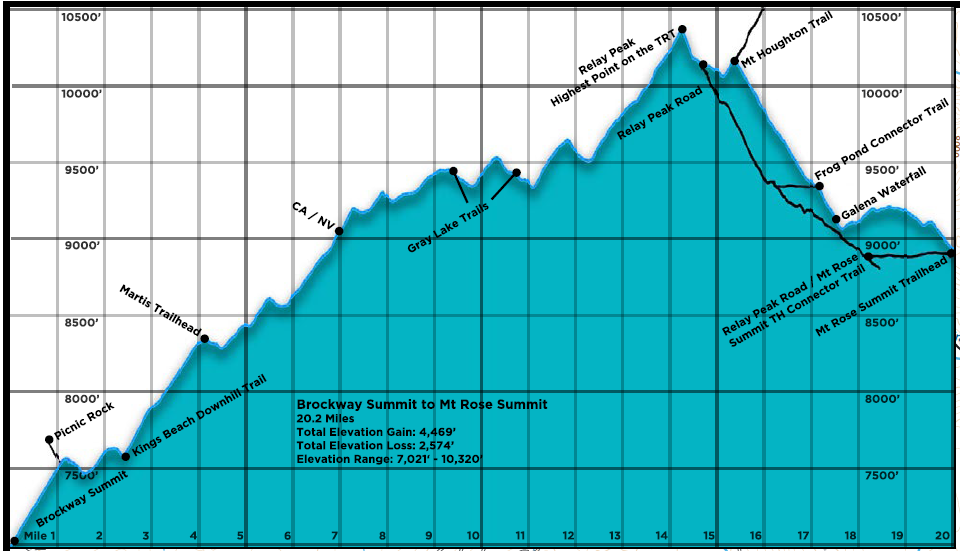 10500'
10500'
Mt Houghton Trail
Relay Peak
Highest Point on the TRT
10000'
10000'
Relay Peak Road
Frog Pond Connector Trail
9500'
9500'
Galena Waterfall
CA / NV
Gray Lake Trails
9000'
9000'
Relay Peak Road / Mt Rose
Summit TH Connector Trail
Mt Rose Summit Trailhead
Martis Trailhead
8500'
8500'
8000'
8000'
Kings Beach Downhill Trail
Picnic Rock
Brockway Summit to Mt Rose Summit
20.2 Miles
Total Elevation Gain: 4,469'
Total Elevation Loss: 2,574'
Elevation Range: 7,021' - 10,320'
7500'
7500'
Brockway Summit
Mile 1 2 3 4 5 6 7 8 9 10 11 12 13 14 15 16 17 18 19 20